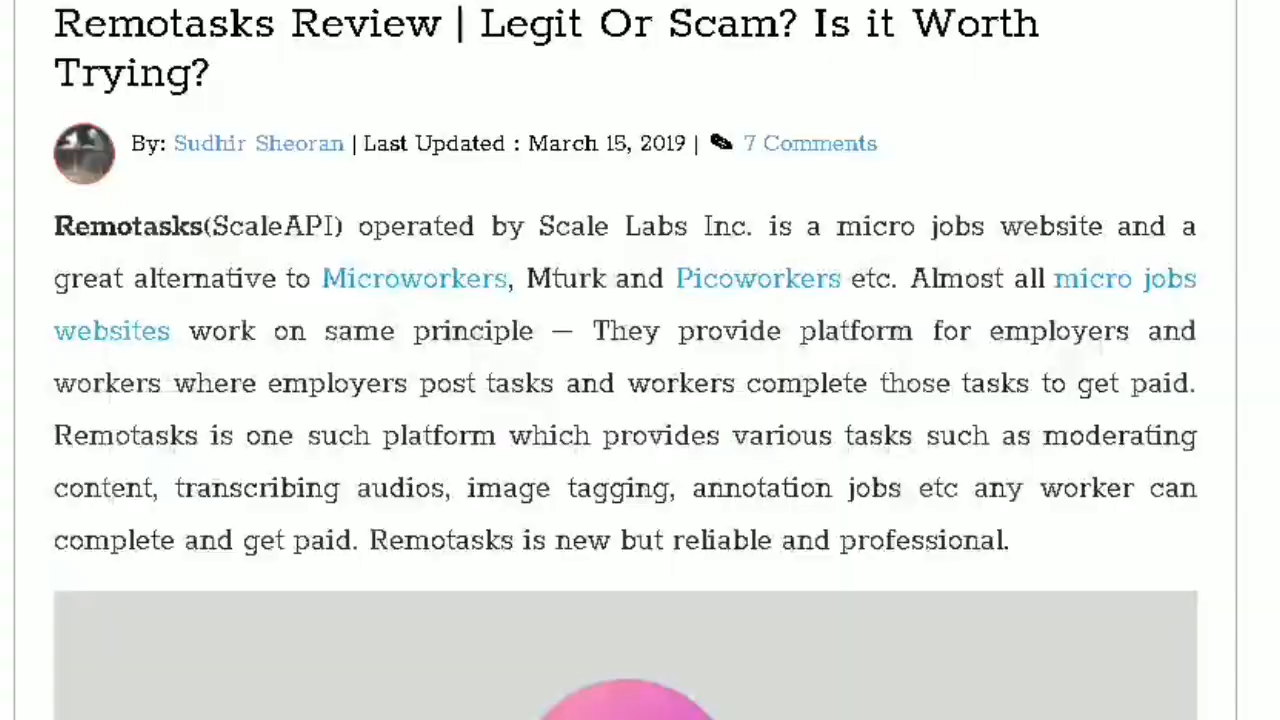 Remotasks Review | Legit Or Scam? Is it Worth
Trying?
By: Sudhir Sheoran | Last Updated : March 15, 2019 | ✎ 7 Comments
Remotasks(ScaleAPI) operated by Scale Labs Inc. is a micro jobs website and a
great alternative to Microworkers, Mturk and Picoworkers etc. Almost all micro jobs
websites work on same principle — They provide platform for employers and
workers where employers post tasks and workers complete those tasks to get paid.
Remotasks is one such platform which provides various tasks such as moderating
content, transcribing audios, image tagging, annotation jobs etc any worker can
complete and get paid. Remotasks is new but reliable and professional.